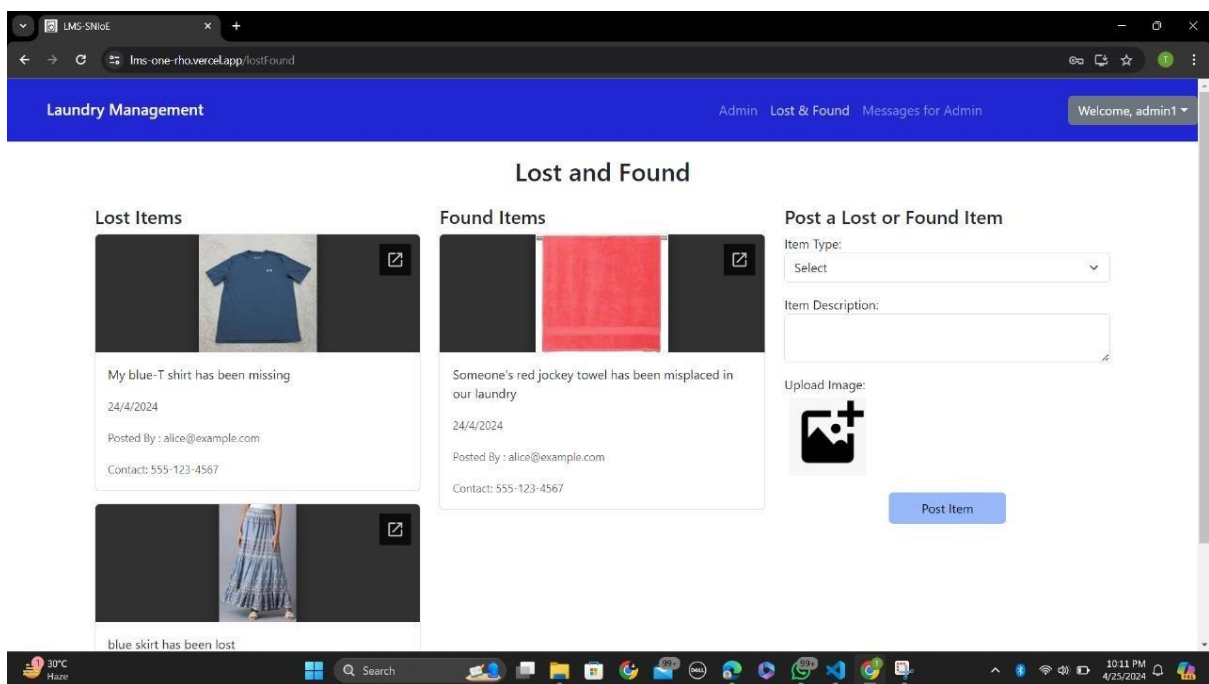 LMS-SNIoE
lms-one-rho.vercel.app/lostFound
T
Laundry Management
Admin Lost & Found Messages for Admin
Welcome, admin1
Lost and Found
Lost Items
My blue-T shirt has been missing
24/4/2024
Posted By : alice@example.com
Contact: 555-123-4567
blue skirt has been lost
Found Items
Someone's red jockey towel has been misplaced in
our laundry
24/4/2024
Posted By : alice@example.com
Contact: 555-123-4567
Post a Lost or Found Item
Item Type:
Select
Item Description:
Upload Image:
Post Item
1
30°C
Haze
Search
99+
DELL
99+
10:11 PM
4/25/2024